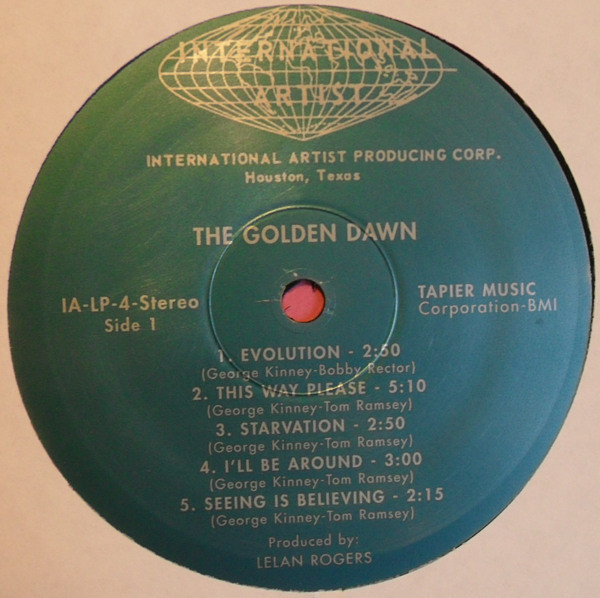 INTERNATIONAL
ARTIST
INTERNATIONAL ARTIST PRODUCING CORP.
Houston, Texas
THE GOLDEN DAWN
IA-LP-4-Stereo
Side 1
TAPIER MUSIC
Corporation-BMI
1. EVOLUTION - 2:50
(George Kinney-Bobby Rector)
2. THIS WAY PLEASE - 5:10
(George Kinney-Tom Ramsey)
3. STARVATION - 2:50
(George Kinney-Tom Ramsey)
4. I'LL BE AROUND - 3:00
(George Kinney-Tom Ramsey)
5. SEEING IS BELIEVING - 2:15
(George Kinney-Tom Ramsey)
Produced by:
LELAN ROGERS